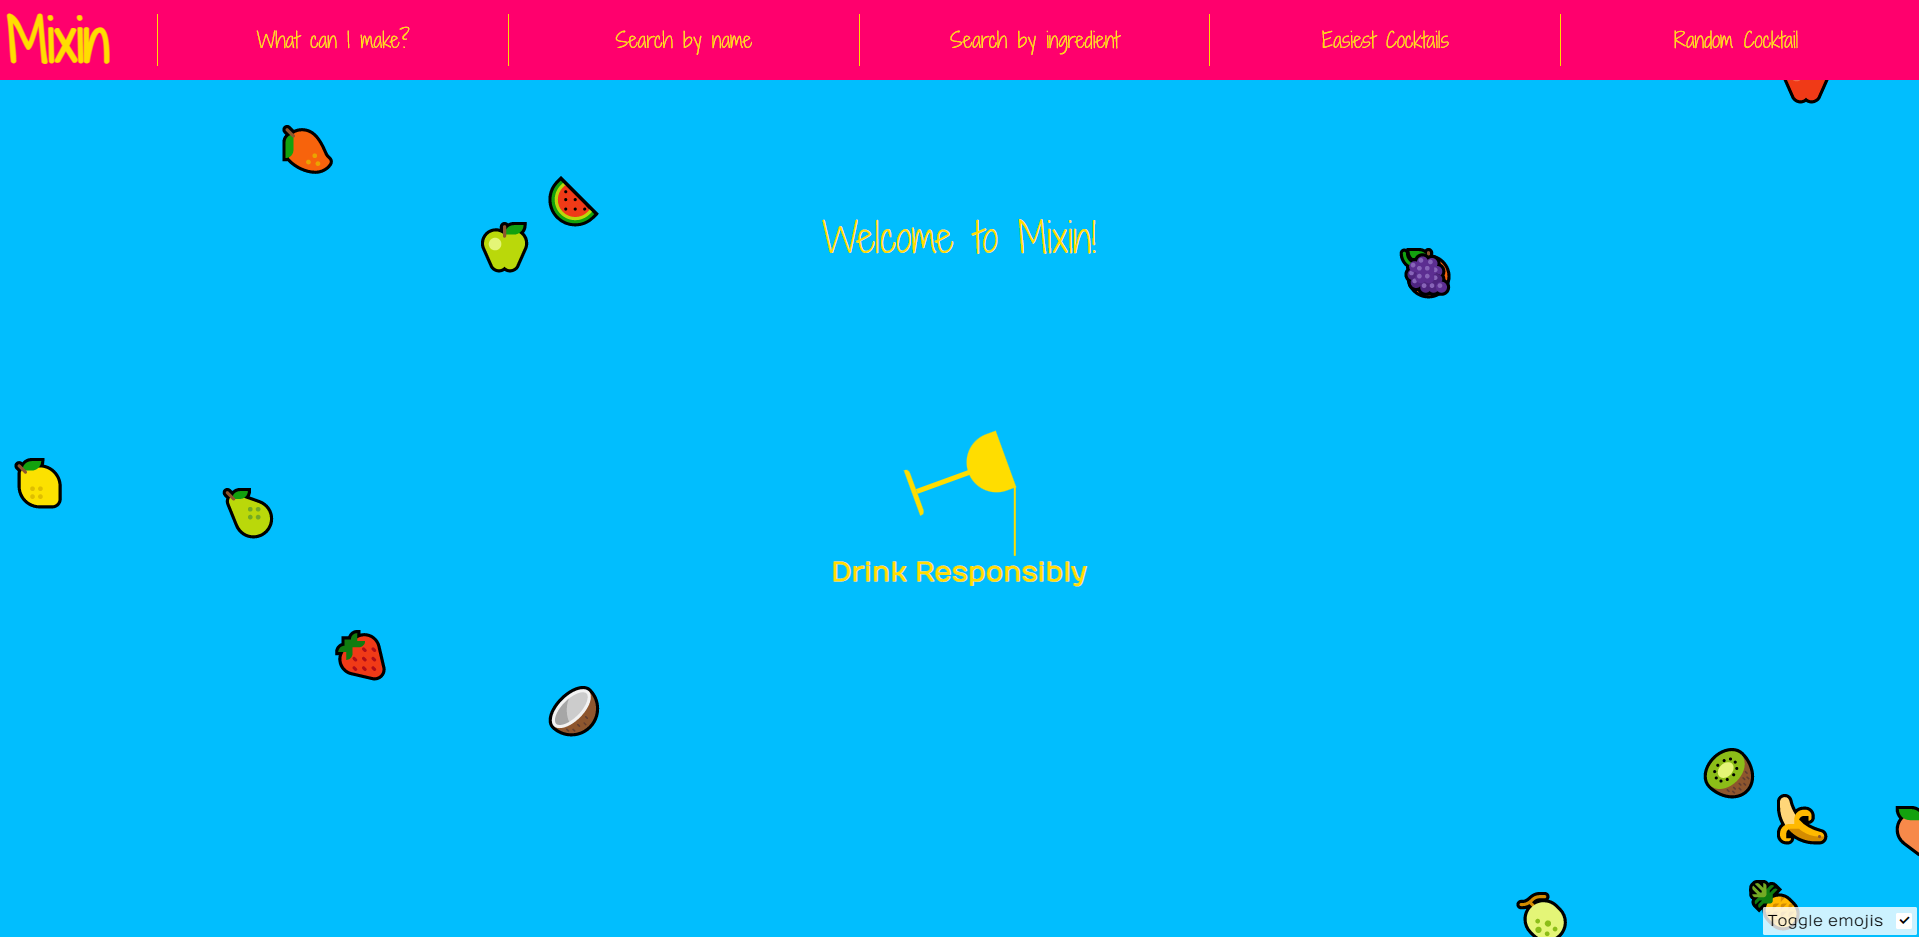 Mixin
What can I make?
Search by name
Search by ingredient
Easiest Cocktails
Random Cocktail
Welcome to Mixin!
Drink Responsibly
Toggle emojis